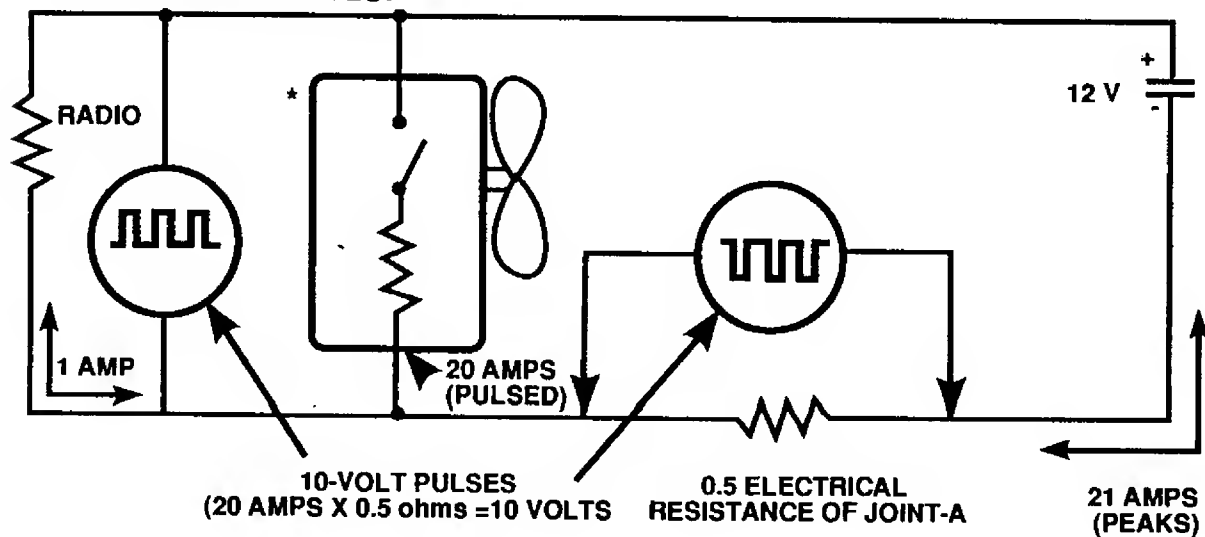 RADIO
*
+
12 V
-
1 AMP
20 AMPS
(PULSED)
10-VOLT PULSES
(20 AMPS X 0.5 ohms =10 VOLTS
0.5 ELECTRICAL
RESISTANCE OF JOINT-A
21 AMPS
(PEAKS)